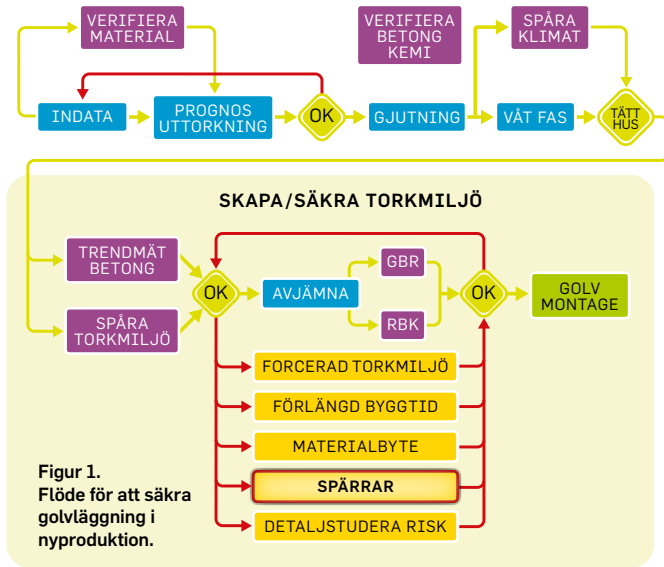 VERIFIERA
MATERIAL
VERIFIERA
BETONG
KEMI
SPÅRA
KLIMAT
INDATA
PROGNOS
UTTORKNING
OK
GJUTNING
VÅT FAS
TÄTT
HUS
SKAPA/SÄKRA TORKMILJÖ
TRENDMÄT
BETONG
SPÅRA
TORKMILJÖ
OK
AVJÄMNA
GBR
RBK
OK
GOLV
MONTAGE
FORCERAD TORKMILJÖ
FÖRLÄNGD BYGGTID
MATERIALBYTE
SPÄRRAR
DETALJSTUDERA RISK
Figur 1.
Flöde för att säkra
golvläggning i
nyproduktion.